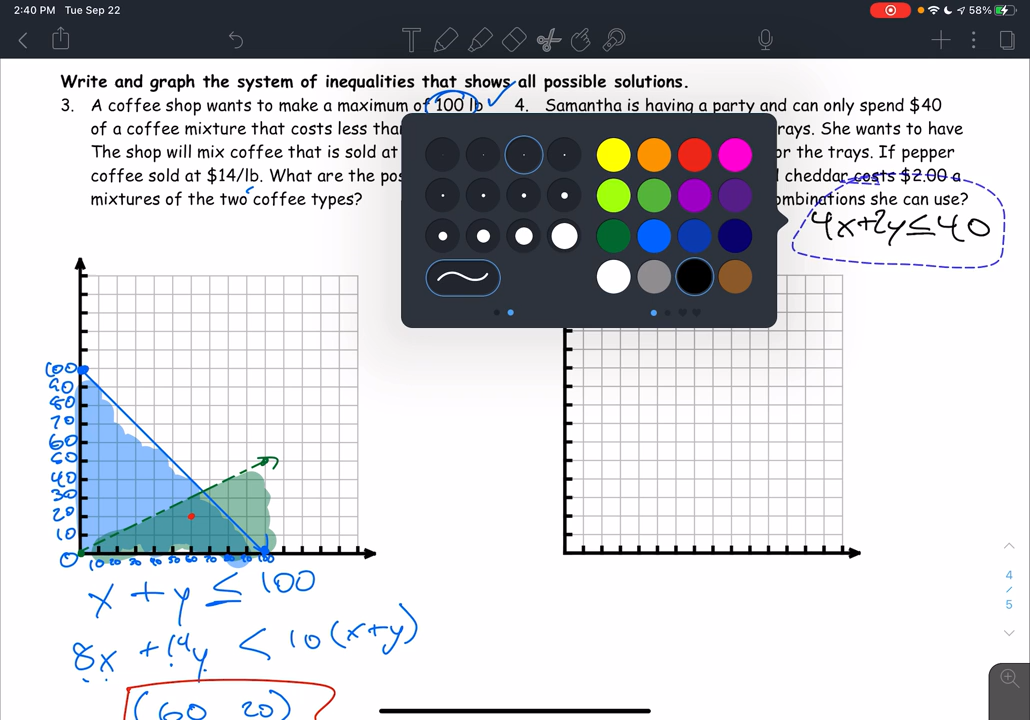 2:40 PM Tue Sep 22
58%
Write and graph the system of inequalities that shows all possible solutions.
3. A coffee shop wants to make a maximum of 100 lb
of a coffee mixture that costs less tha
The shop will mix coffee that is sold at
coffee sold at $14/lb. What are the pos
mixtures of the two coffee types?
4. Samantha is having a party and can only spend $40
rays. She wants to have
or the trays. If pepper
cheddar costs $2.00 a
ombinations she can use?
4x+2y≤40
100
90
80
70
60
60
40
30
20
10
0
10 20 30 40 50 60 70 80 90 100
x + y ≤ 100
8x + 14y < 10(x+y)
(60 20)
4
5